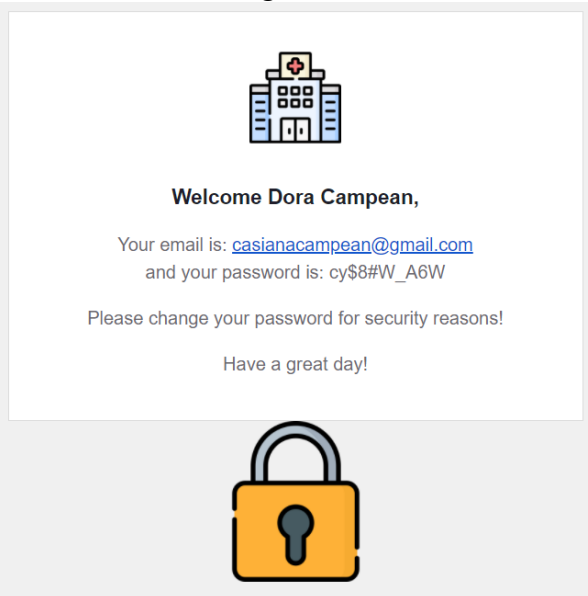 Welcome Dora Campean,
Your email is: casianacampean@gmail.com
and your password is: cy$8#W_A6W
Please change your password for security reasons!
Have a great day!